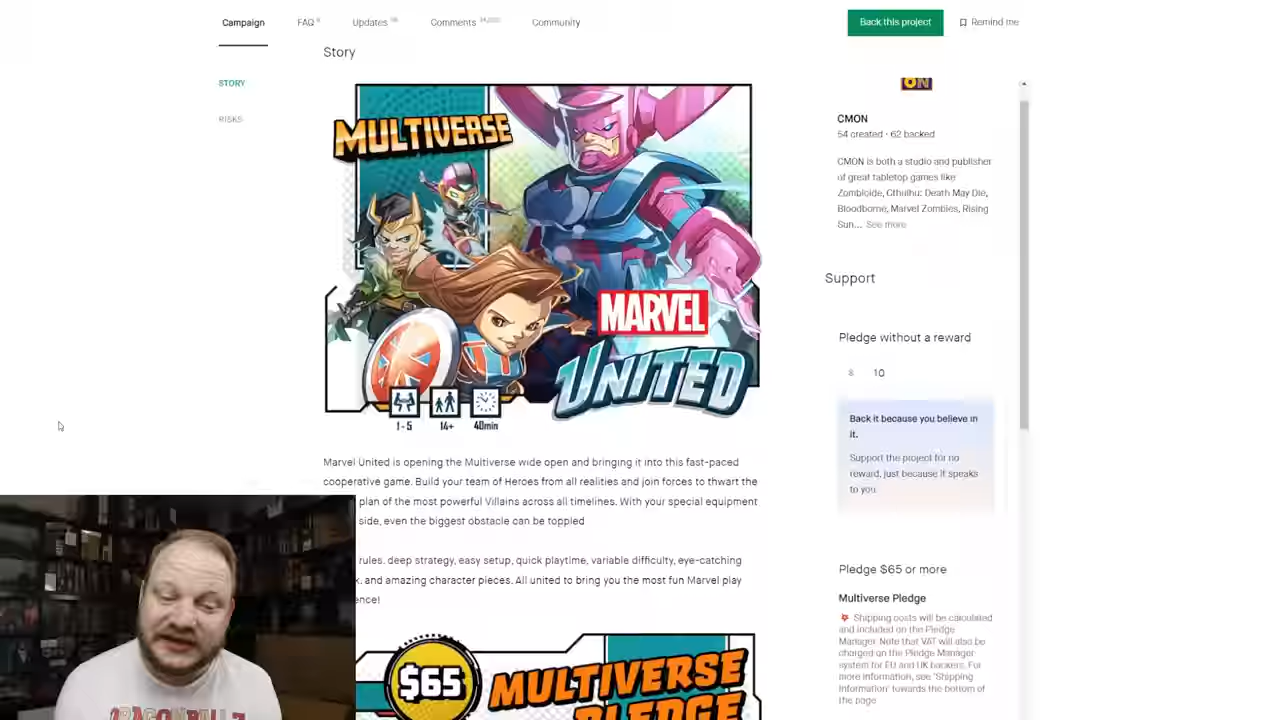 Campaign
FAQ
Updates
Comments
Community
Back this project
Remind me
Story
STORY
RISKS
MULTIVERSE
MARVEL
UNITED
1-5
14+
40min
Marvel United is opening the Multiverse wide open and bringing it into this fast-paced
cooperative game. Build your team of Heroes from all realities and join forces to thwart the
plan of the most powerful Villains across all timelines. With your special equipment
side, even the biggest obstacle can be toppled
rules. deep strategy, easy setup, quick playtime, variable difficulty, eye-catching
and amazing character pieces. All united to bring you the most fun Marvel play
ence!
$65
MULTIVERSE
PLEDGE
ON
CMON
54 created · 62 backed
CMON is both a studio and publisher
of great tabletop games like
Zombicide, Cthulhu: Death May Die,
Bloodborne, Marvel Zombies, Rising
Sun... See more
Support
Pledge without a reward
$ 10
Back it because you believe in
it.
Support the project for no
reward, just because it speaks
to you.
Pledge $65 or more
Multiverse Pledge
Shipping costs will be calculated
and included on the Pledge
Manager. Note that VAT will also be
charged on the Pledge Manager
system for EU and UK backers. For
more information, see "Shipping
Information" towards the bottom of
the page
DRAGONBALL Z